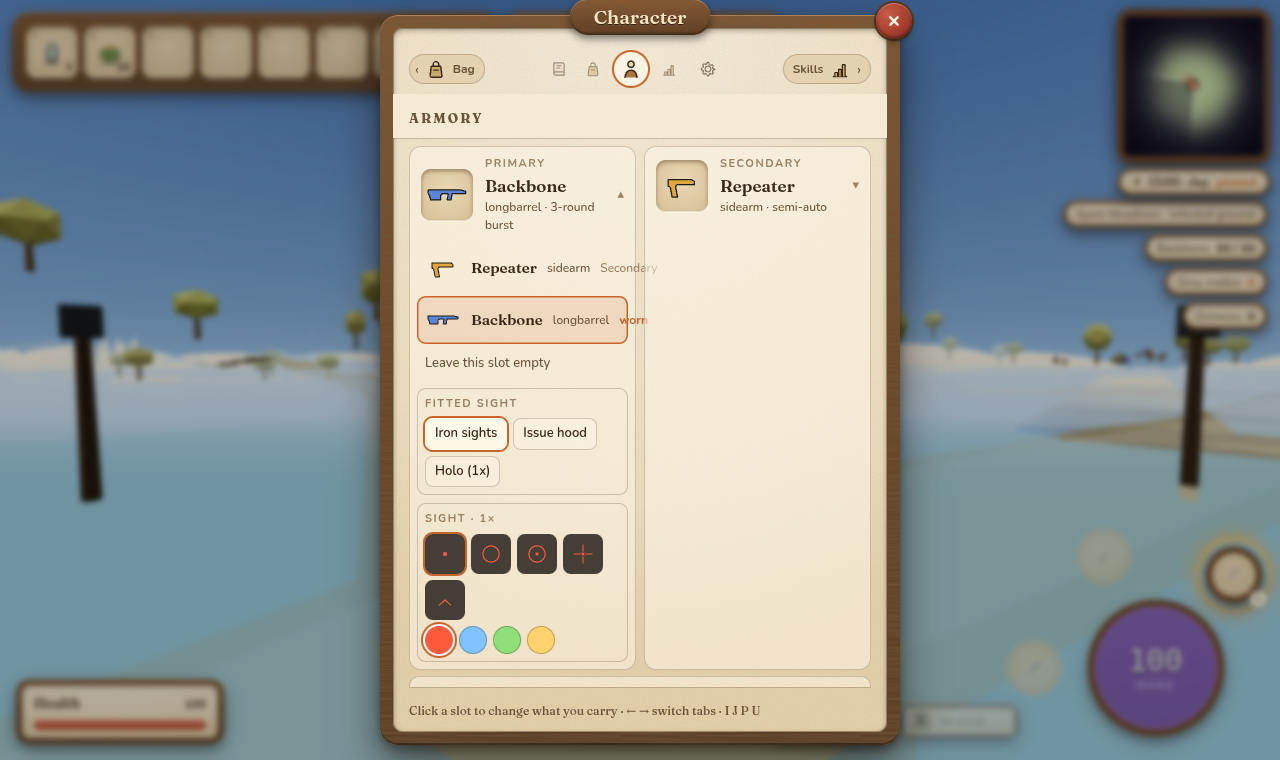 Character
‹ Bag
Skills ›
ARMORY
PRIMARY
Backbone
longbarrel · 3-round
burst
SECONDARY
Repeater
sidearm · semi-auto
Repeater sidearm Secondary
Backbone longbarrel worn
Leave this slot empty
FITTED SIGHT
Iron sights
Issue hood
Holo (1x)
SIGHT · 1x
Click a slot to change what you carry · ← → switch tabs · I J P U
Health 100
100